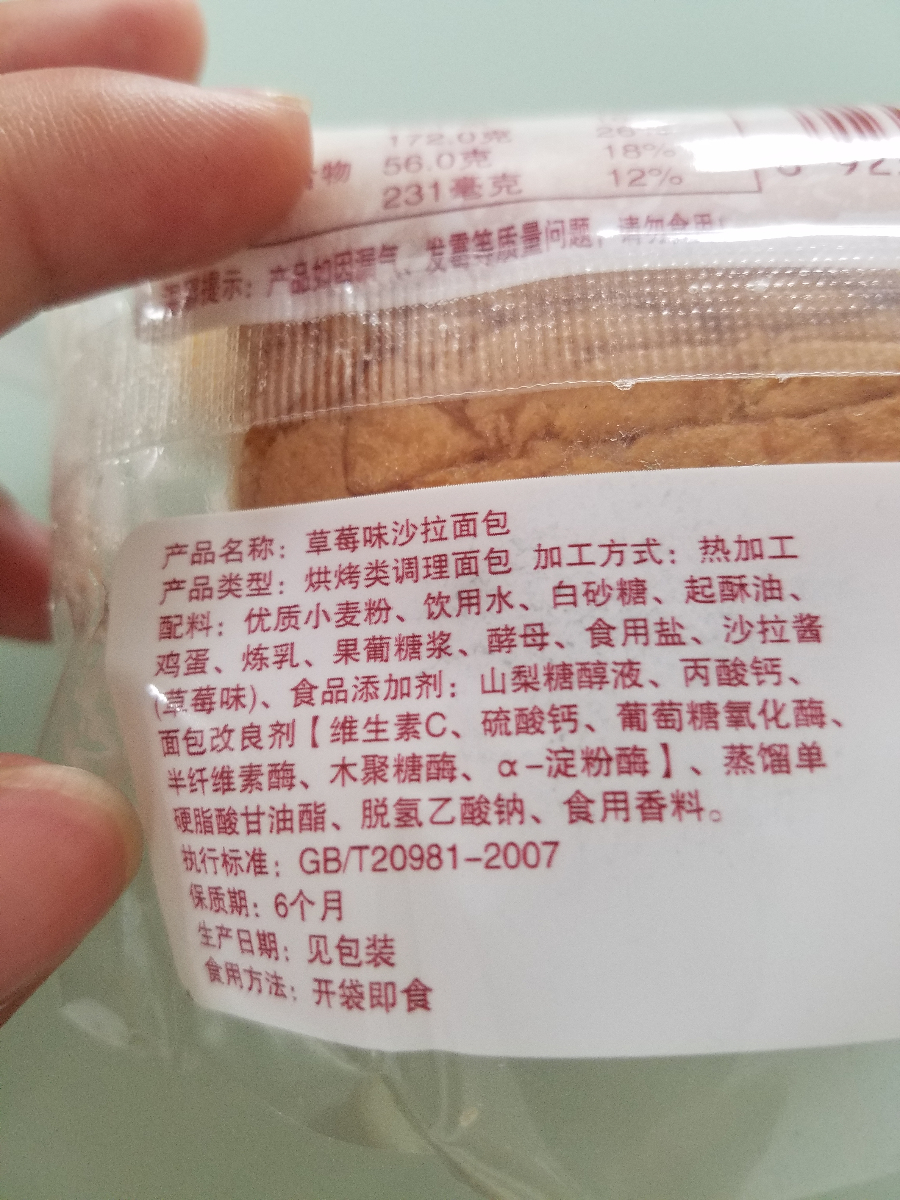 172.0克
物 56.0克 18%
231毫克 12%
提示：产品如因漏气、发霉等质量问题，请勿食用！
产品名称：草莓味沙拉面包
产品类型：烘烤类调理面包 加工方式：热加工
配料：优质小麦粉、饮用水、白砂糖、起酥油、
鸡蛋、炼乳、果葡糖浆、酵母、食用盐、沙拉酱
(草莓味)、食品添加剂：山梨糖醇液、丙酸钙、
面包改良剂【维生素C、硫酸钙、葡萄糖氧化酶、
半纤维素酶、木聚糖酶、α-淀粉酶】、蒸馏单
硬脂酸甘油酯、脱氢乙酸钠、食用香料。
执行标准：GB/T20981-2007
保质期：6个月
生产日期：见包装
食用方法：开袋即食